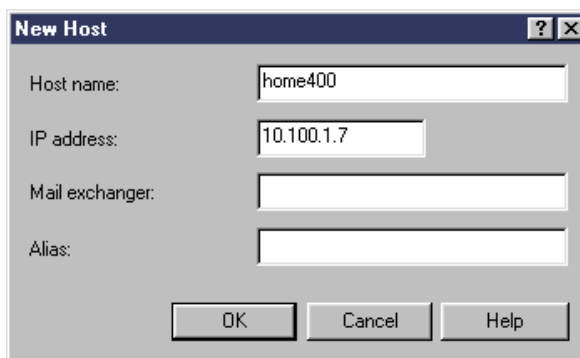 New Host
Host name: home400
IP address: 10.100.1.7
Mail exchanger:
Alias:
OK Cancel Help